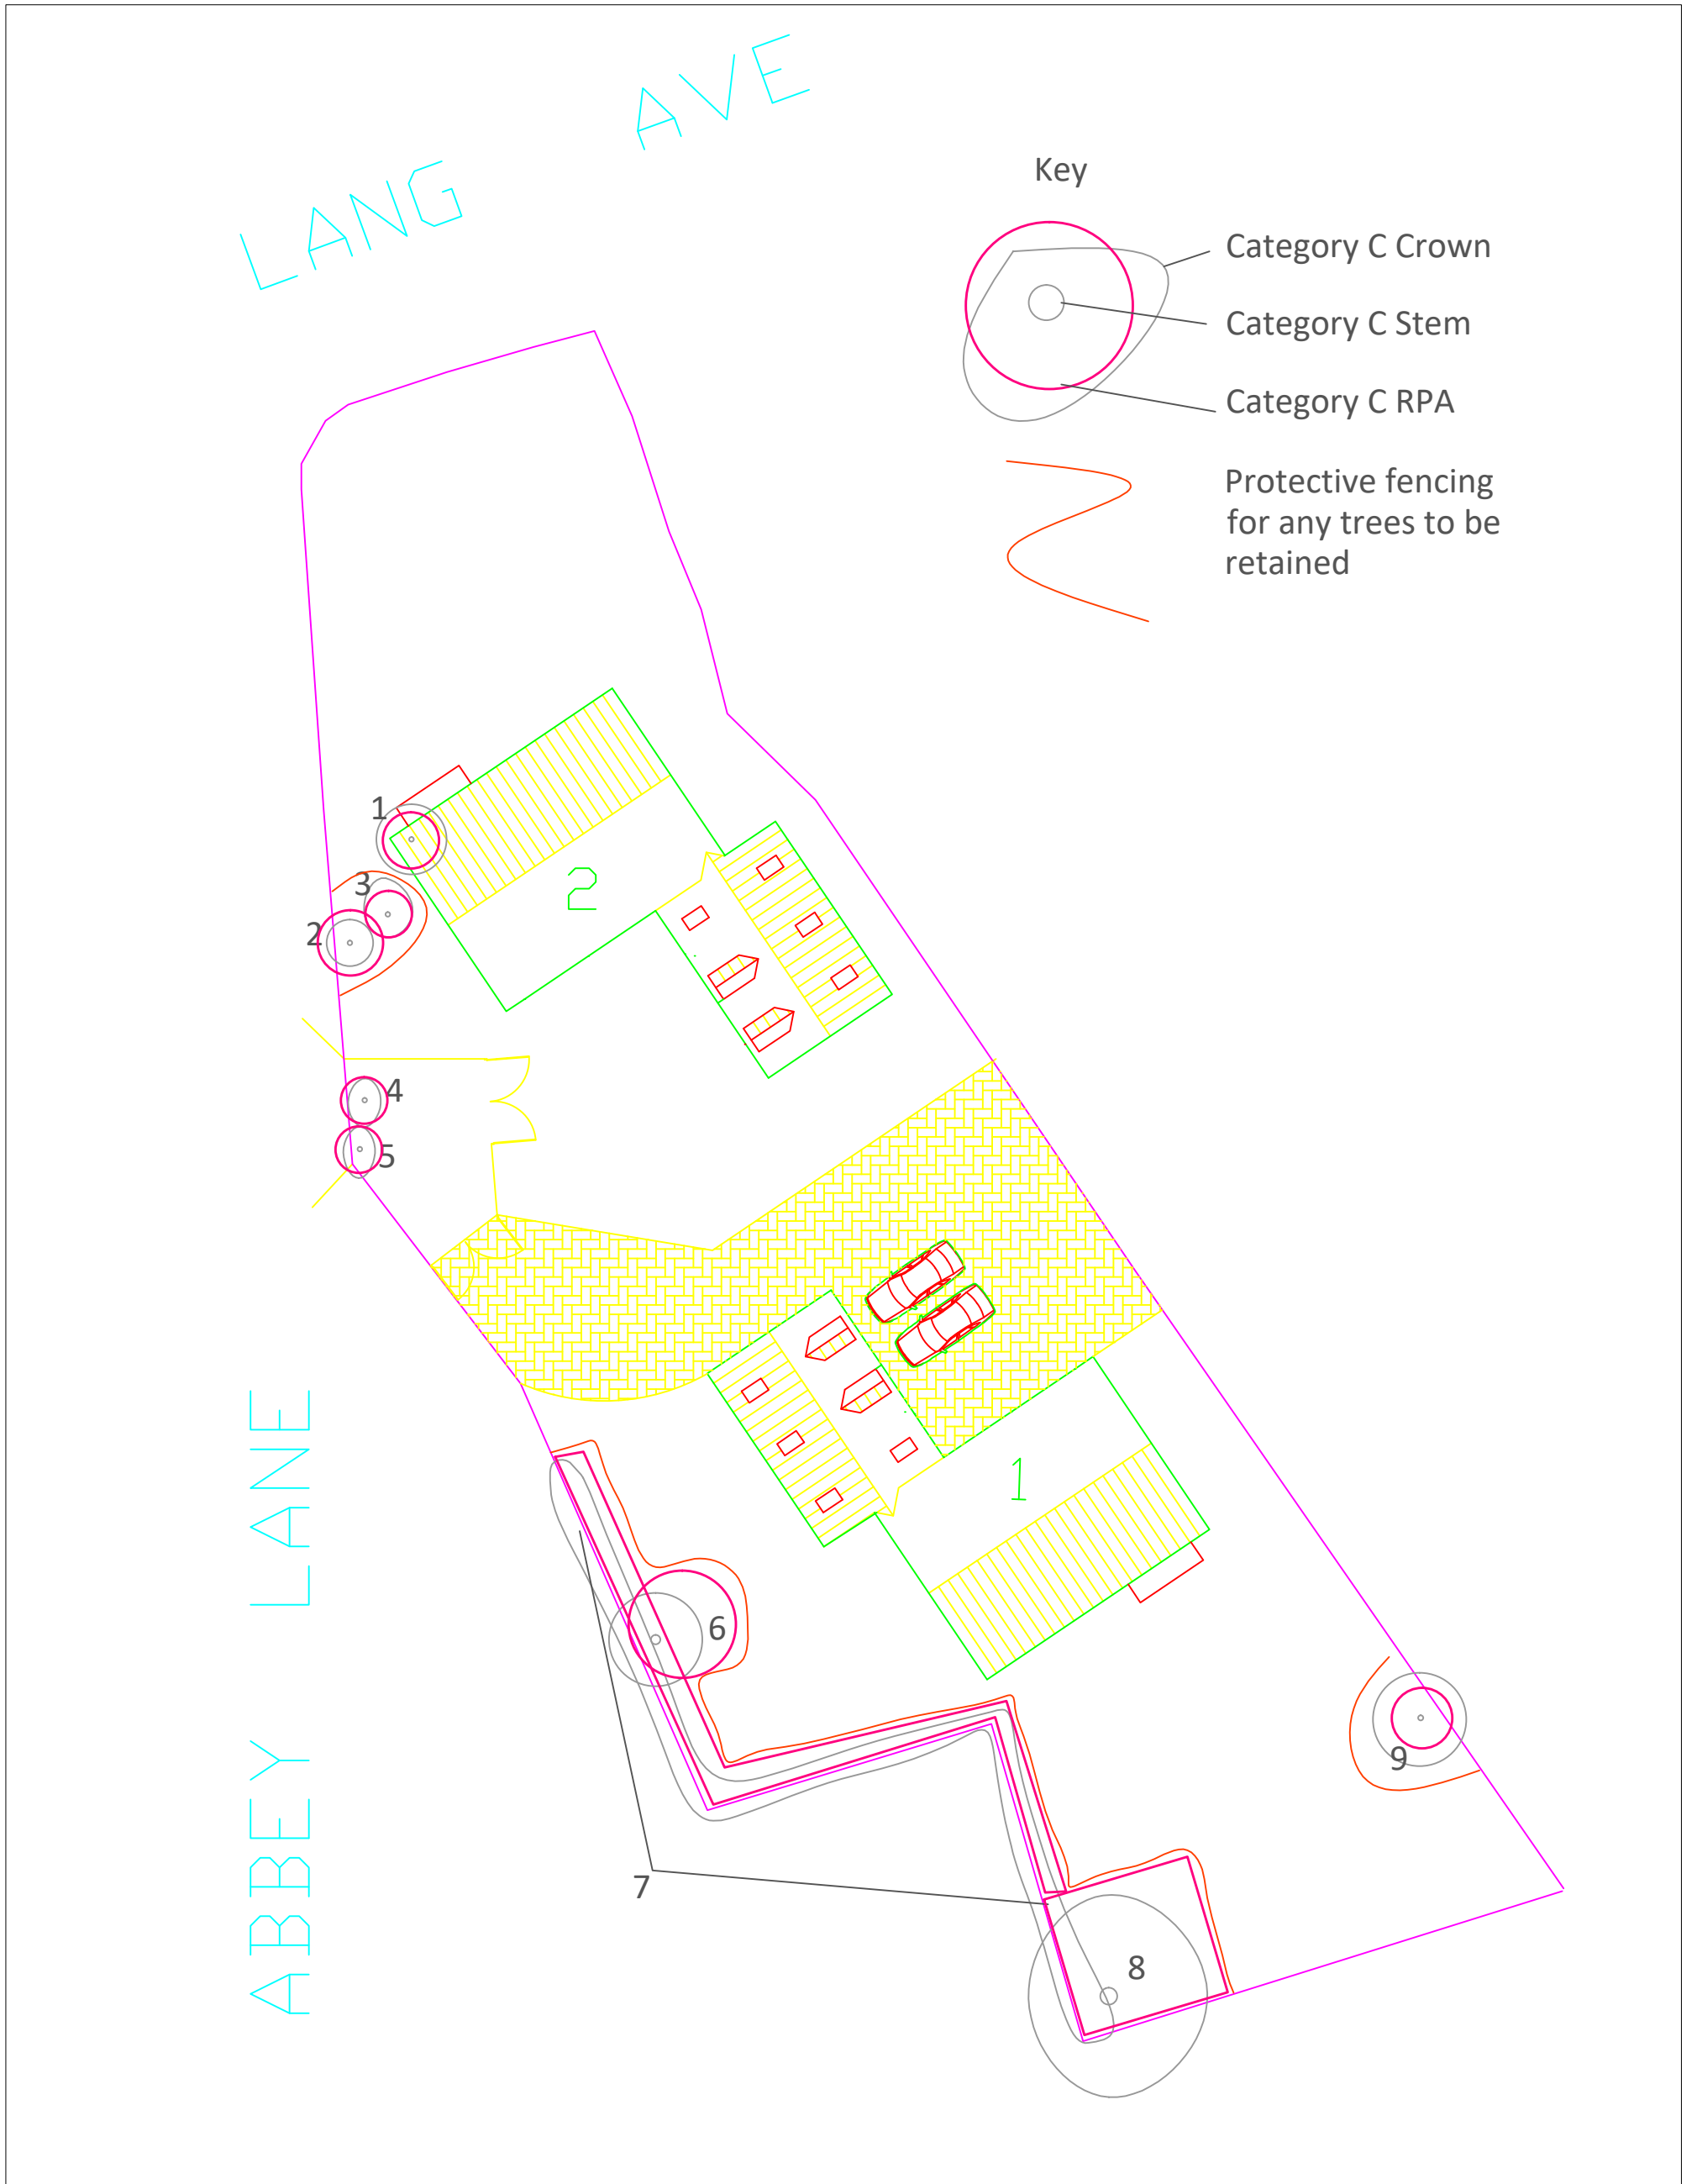 LANG AVE
Key
Category C Crown
Category C Stem
Category C RPA
Protective fencing
for any trees to be
retained
1
3
2
2
4
5
1
6
9
7
8
ABBEY LANE